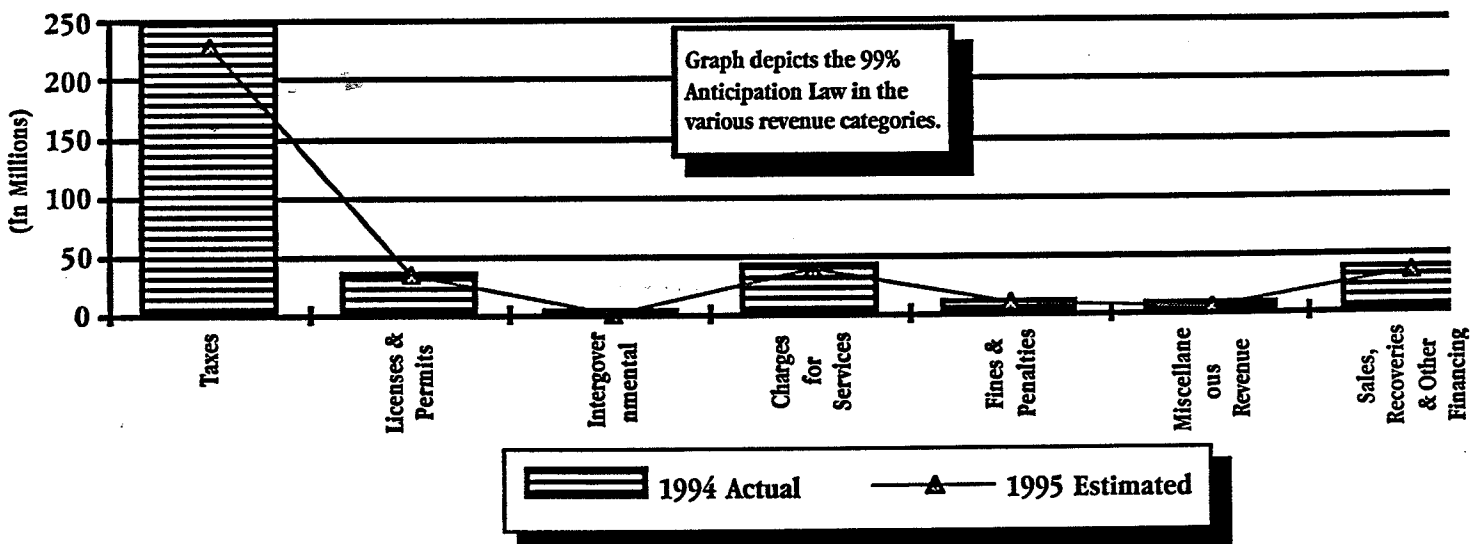 250
200
150
100
50
0
(In Millions)
Graph depicts the 99%
Anticipation Law in the
various revenue categories.
Taxes
Licenses &
Permits
Intergover
nmental
Charges
for
Services
Fines &
Penalties
Miscellane
ous
Revenue
Sales,
Recoveries
& Other
Financing
1994 Actual
1995 Estimated